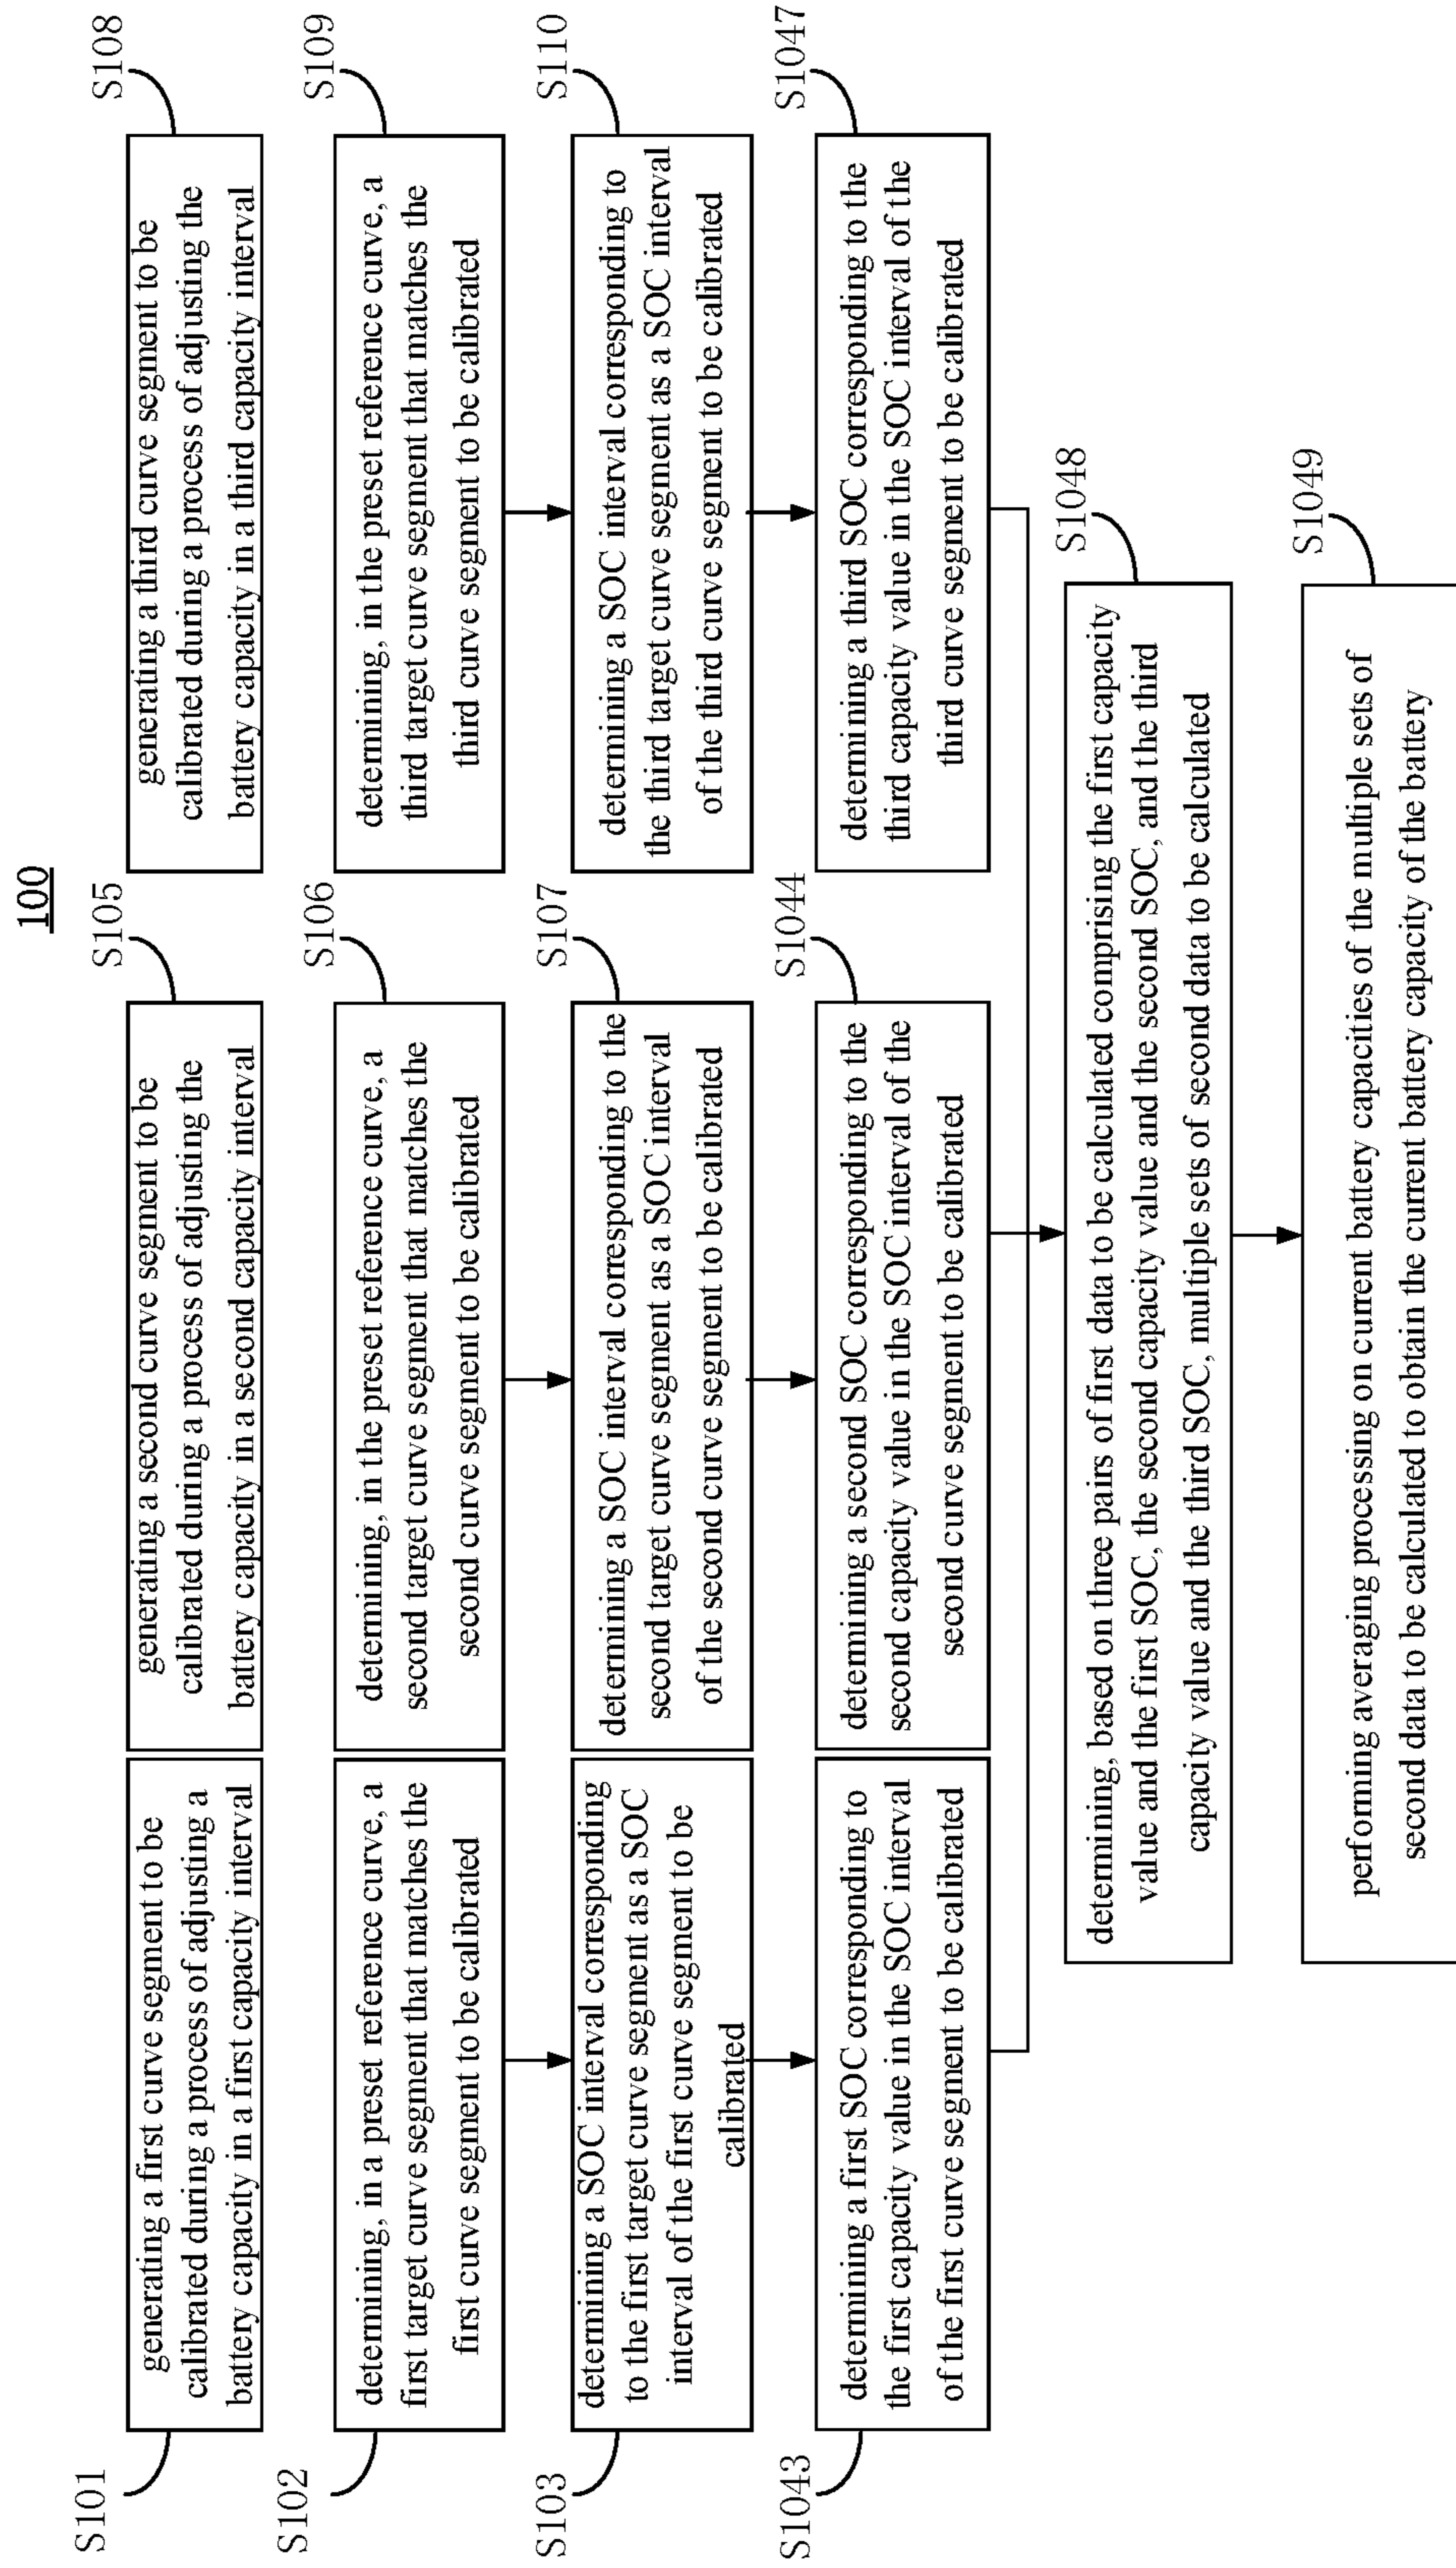 100
S101
generating a first curve segment to be
calibrated during a process of adjusting a
battery capacity in a first capacity interval
S105
generating a second curve segment to be
calibrated during a process of adjusting the
battery capacity in a second capacity interval
S108
generating a third curve segment to be
calibrated during a process of adjusting the
battery capacity in a third capacity interval
S102
determining, in a preset reference curve, a
first target curve segment that matches the
first curve segment to be calibrated
S106
determining, in the preset reference curve, a
second target curve segment that matches the
second curve segment to be calibrated
S109
determining, in the preset reference curve, a
third target curve segment that matches the
third curve segment to be calibrated
S103
determining a SOC interval corresponding
to the first target curve segment as a SOC
interval of the first curve segment to be
calibrated
S107
determining a SOC interval corresponding to the
second target curve segment as a SOC interval
of the second curve segment to be calibrated
S110
determining a SOC interval corresponding to
the third target curve segment as a SOC interval
of the third curve segment to be calibrated
S1043
determining a first SOC corresponding to
the first capacity value in the SOC interval
of the first curve segment to be calibrated
S1044
determining a second SOC corresponding to the
second capacity value in the SOC interval of the
second curve segment to be calibrated
S1047
determining a third SOC corresponding to the
third capacity value in the SOC interval of the
third curve segment to be calibrated
S1048
determining, based on three pairs of first data to be calculated comprising the first capacity
value and the first SOC, the second capacity value and the second SOC, and the third
capacity value and the third SOC, multiple sets of second data to be calculated
S1049
performing averaging processing on current battery capacities of the multiple sets of
second data to be calculated to obtain the current battery capacity of the battery